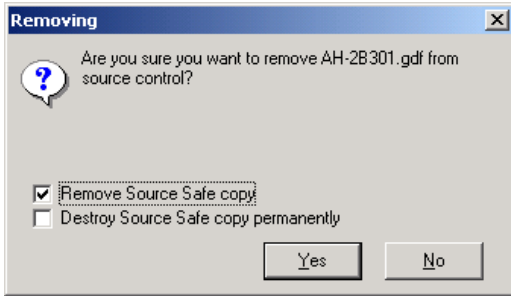 Removing
Are you sure you want to remove AH-2B301.gdf from
source control?
Remove Source Safe copy
Destroy Source Safe copy permanently
Yes
No